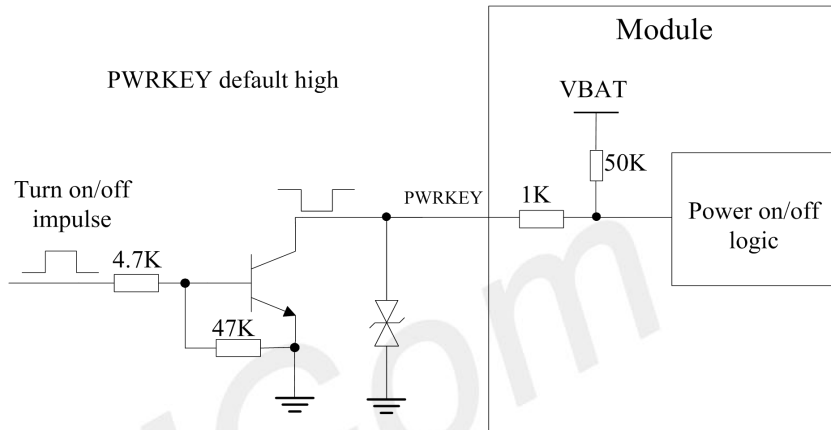 Module
PWRKEY default high
VBAT
50K
Turn on/off
impulse
PWRKEY
1K
Power on/off
logic
4.7K
47K
Com